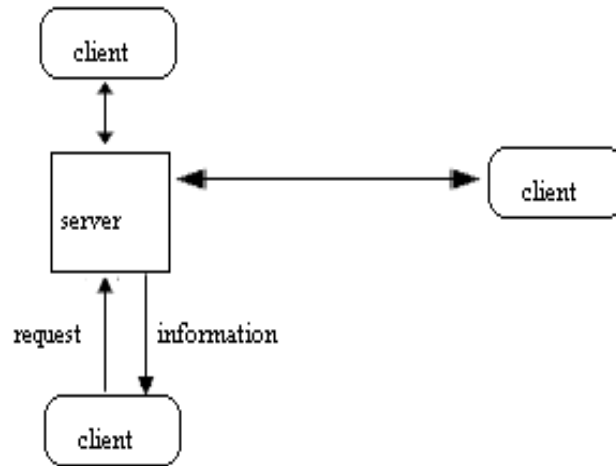 client
client
server
request
information
client